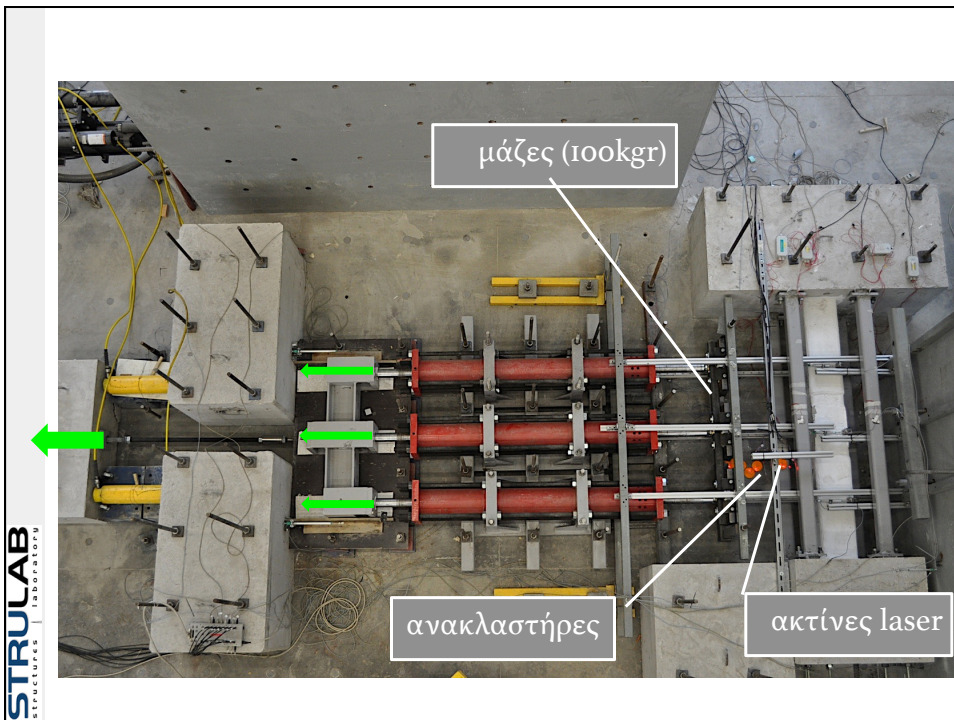 μάζες (100kgr)
ανακλαστήρες
ακτίνες laser
STRULAB
structures | laboratory